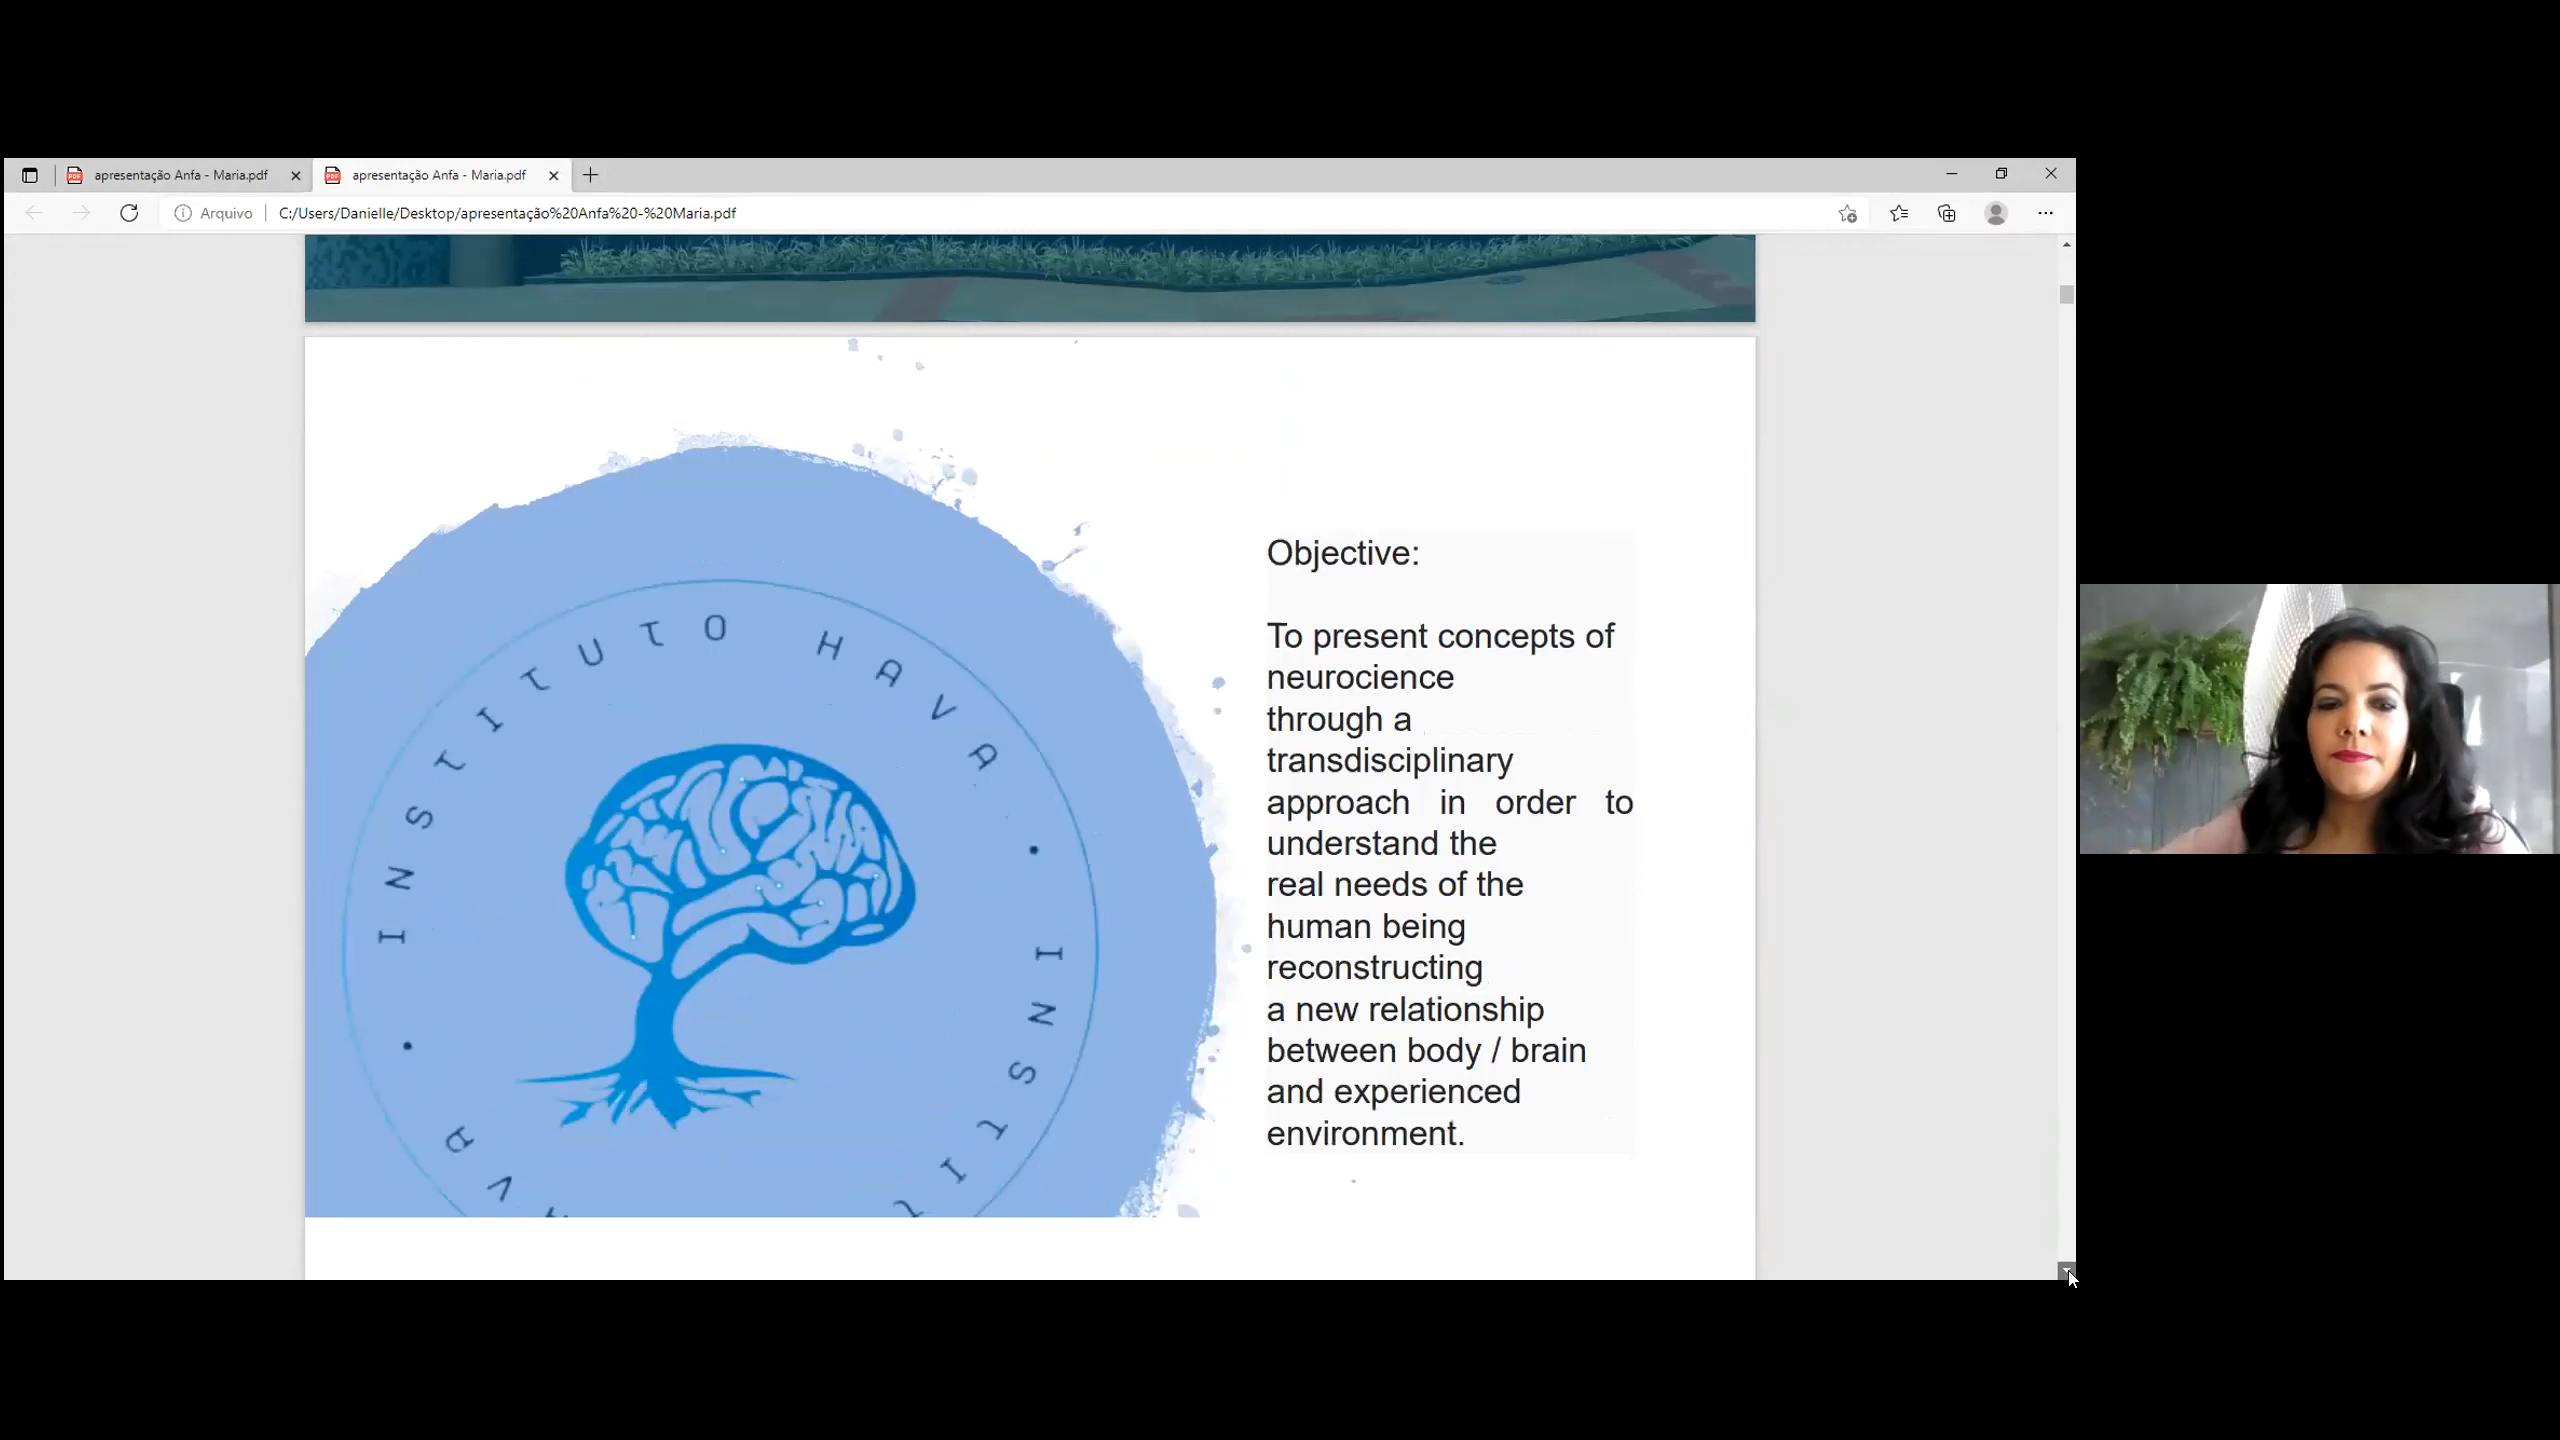 apresentação Anfa - Maria.pdf
apresentação Anfa - Maria.pdf
Arquivo
C:/Users/Danielle/Desktop/apresentação%20Anfa%20-%20Maria.pdf
INSTITUTO HAVA • INSTIT
AVA •
Objective:
To present concepts of
neurocience
through a
transdisciplinary
approach in order to
understand the
real needs of the
human being
reconstructing
a new relationship
between body / brain
and experienced
environment.